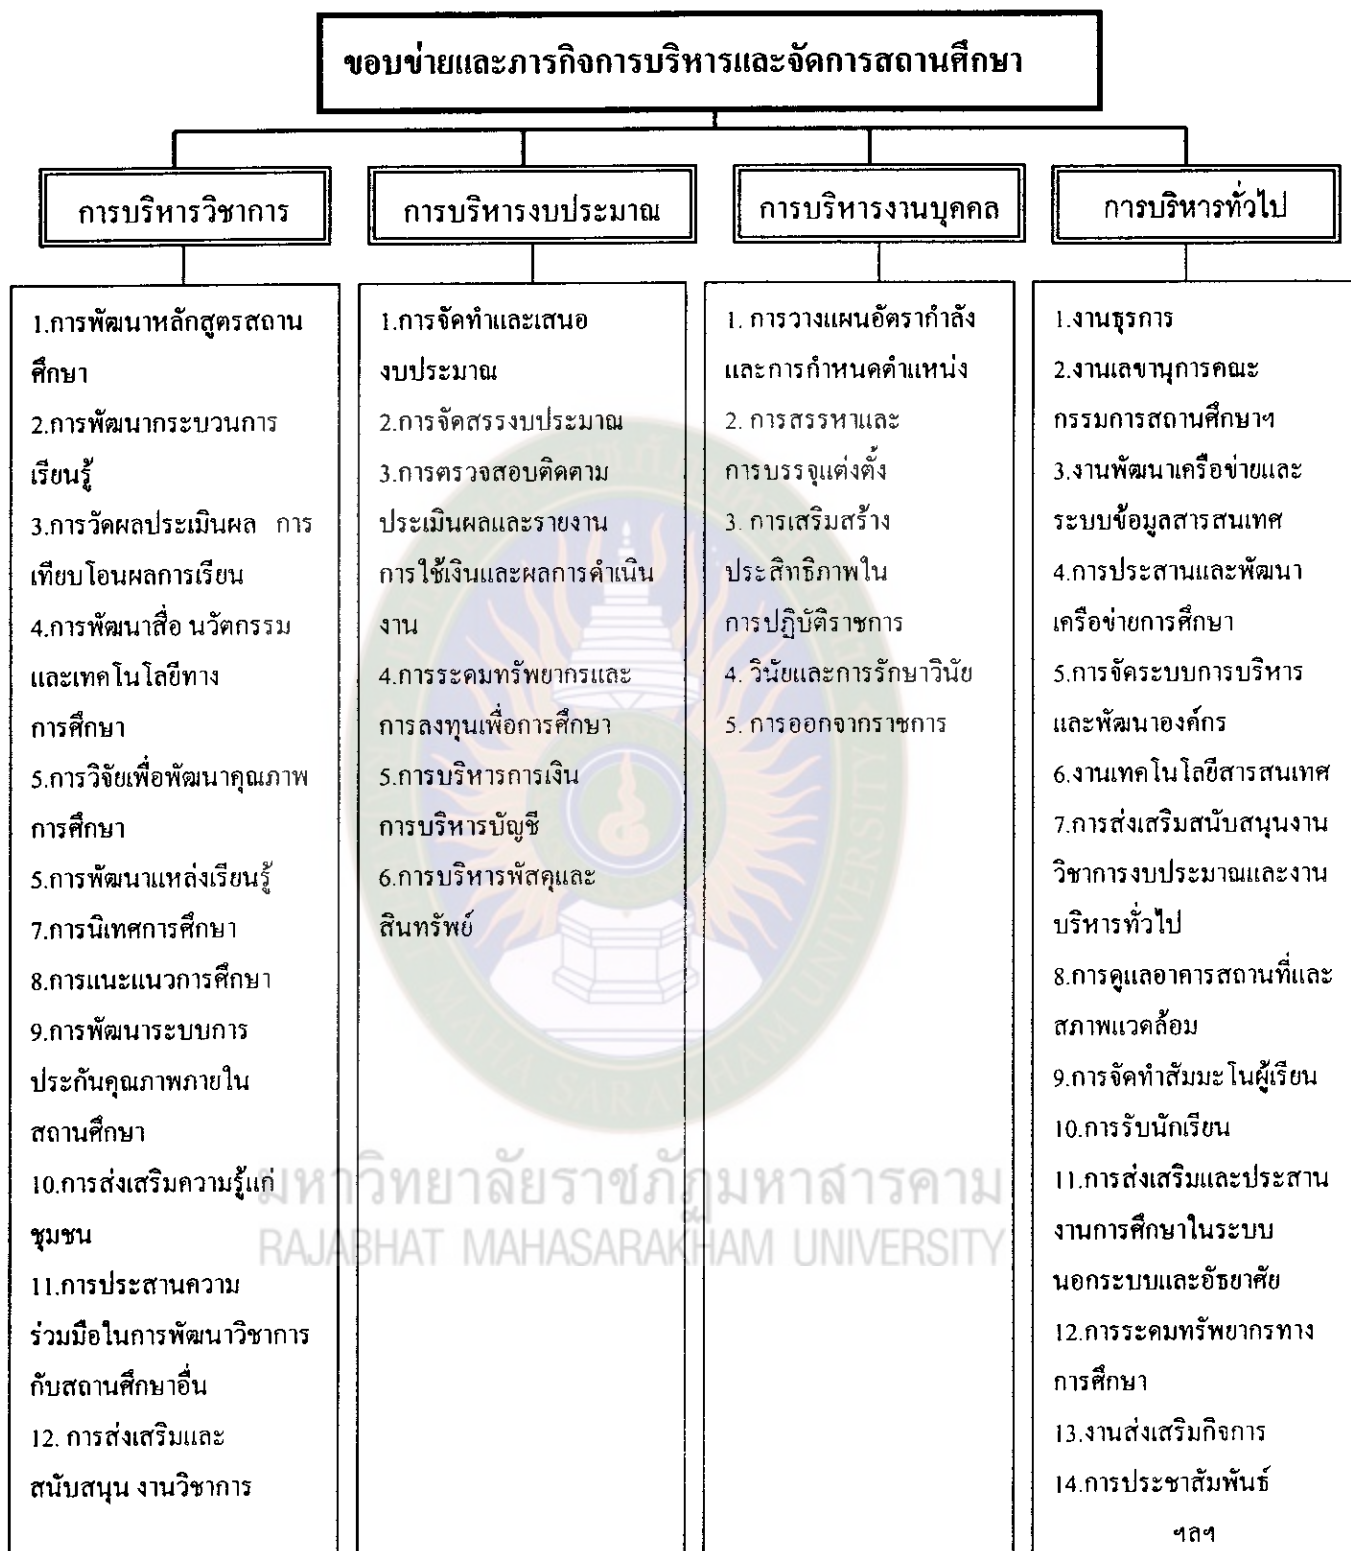 ขอบข่ายและภารกิจการบริหารและจัดการสถานศึกษา
การบริหารวิชาการ
การบริหารงบประมาณ
การบริหารงานบุคคล
การบริหารทั่วไป
1.การพัฒนาหลักสูตรสถาน
ศึกษา
2.การพัฒนากระบวนการ
เรียนรู้
3.การวัดผลประเมินผล การ
เทียบโอนผลการเรียน
4.การพัฒนาสื่อ นวัตกรรม
และเทคโนโลยีทาง
การศึกษา
5.การวิจัยเพื่อพัฒนาคุณภาพ
การศึกษา
5.การพัฒนาแหล่งเรียนรู้
7.การนิเทศการศึกษา
8.การแนะแนวการศึกษา
9.การพัฒนาระบบการ
ประกันคุณภาพภายใน
สถานศึกษา
10.การส่งเสริมความรู้แก่
ชุมชน
11.การประสานความ
ร่วมมือในการพัฒนาวิชาการ
กับสถานศึกษาอื่น
12. การส่งเสริมและ
สนับสนุน งานวิชาการ
1.การจัดทำและเสนอ
งบประมาณ
2.การจัดสรรงบประมาณ
3.การตรวจสอบติดตาม
ประเมินผลและรายงาน
การใช้เงินและผลการดำเนิน
งาน
4.การระดมทรัพยากรและ
การลงทุนเพื่อการศึกษา
5.การบริหารการเงิน
การบริหารบัญชี
6.การบริหารพัสดุและ
สินทรัพย์
1. การวางแผนอัตรากำลัง
และการกำหนดตำแหน่ง
2. การสรรหาและ
การบรรจุแต่งตั้ง
3. การเสริมสร้าง
ประสิทธิภาพใน
การปฏิบัติราชการ
4. วินัยและการรักษาวินัย
5. การออกจากราชการ
1.งานธุรการ
2.งานเลขานุการคณะ
กรรมการสถานศึกษาฯ
3.งานพัฒนาเครือข่ายและ
ระบบข้อมูลสารสนเทศ
4.การประสานและพัฒนา
เครือข่ายการศึกษา
5.การจัดระบบการบริหาร
และพัฒนาองค์กร
6.งานเทคโนโลยีสารสนเทศ
7.การส่งเสริมสนับสนุนงาน
วิชาการงบประมาณและงาน
บริหารทั่วไป
8.การดูแลอาคารสถานที่และ
สภาพแวดล้อม
9.การจัดทำสัมมะโนผู้เรียน
10.การรับนักเรียน
11.การส่งเสริมและประสาน
งานการศึกษาในระบบ
นอกระบบและอัธยาศัย
12.การระดมทรัพยากรทาง
การศึกษา
13.งานส่งเสริมกิจการ
14.การประชาสัมพันธ์
ฯลฯ
มหาวิทยาลัยราชภัฏมหาสารคาม
RAJABHAT MAHASARAKHAM UNIVERSITY